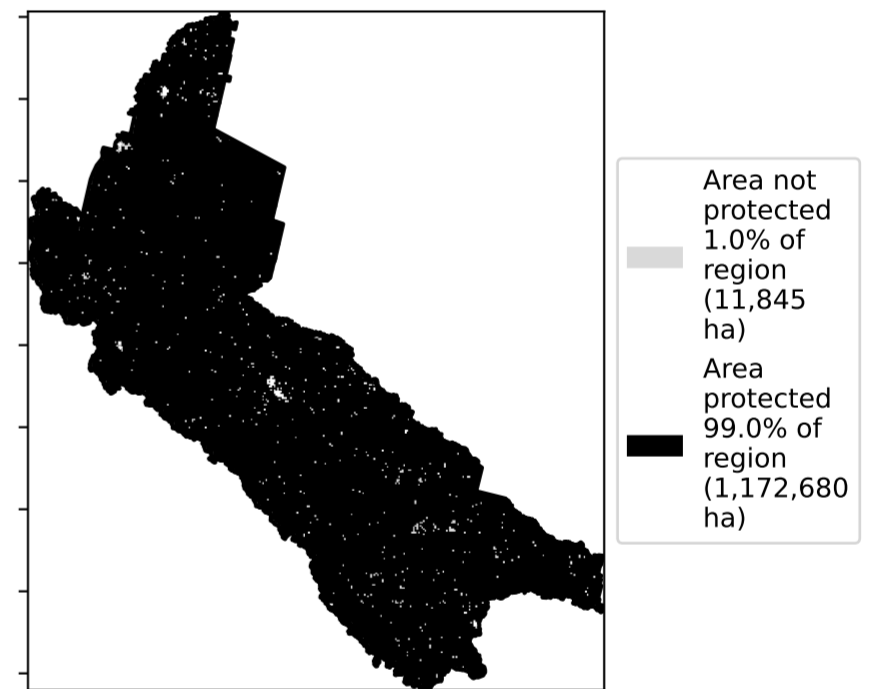 Area not
protected
1.0% of
region
(11,845
ha)
Area
protected
99.0% of
region
(1,172,680
ha)